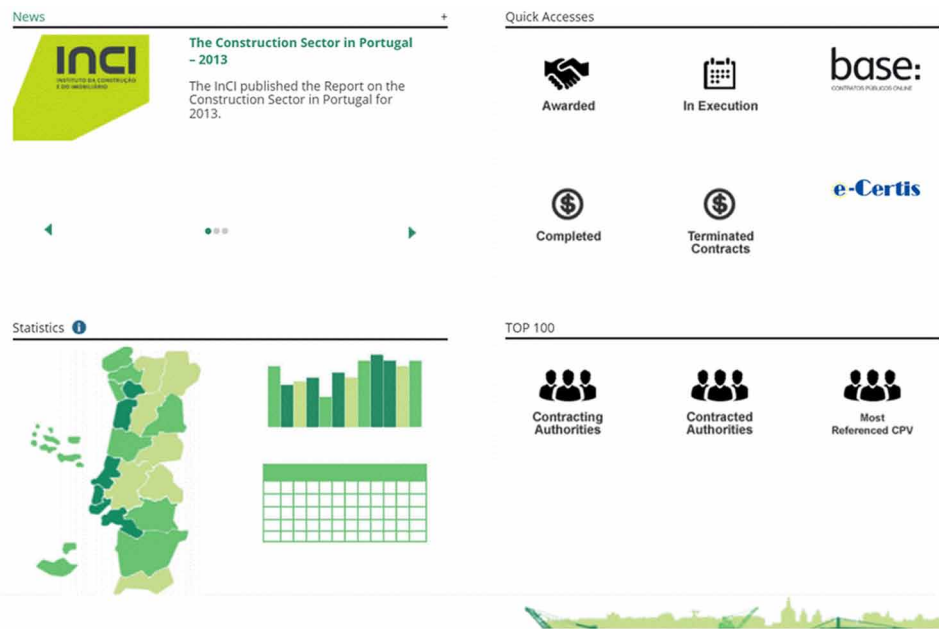 News +
INCI
INSTITUTO DA CONSTRUÇÃO
E DO IMOBILIÁRIO
The Construction Sector in Portugal
– 2013
The InCI published the Report on the
Construction Sector in Portugal for
2013.
Quick Accesses
Awarded
In Execution
base:
CONTRATOS PÚBLICOS ONLINE
Completed
Terminated
Contracts
e-Certis
Statistics
TOP 100
Contracting
Authorities
Contracted
Authorities
Most
Referenced CPV